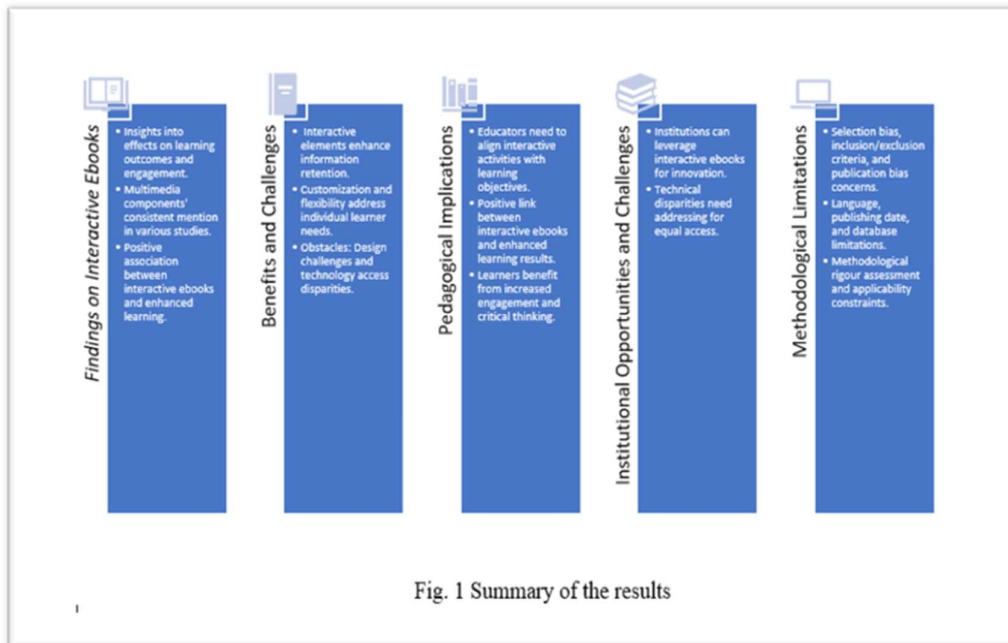 Findings on Interactive Ebooks
• Insights into
effects on learning
outcomes and
engagement.
• Multimedia
components'
consistent mention
in various studies.
• Positive
association
between
interactive ebooks
and enhanced
learning.
Benefits and Challenges
• Interactive
elements enhance
information
retention.
• Customization and
flexibility address
individual learner
needs.
• Obstacles: Design
challenges and
technology access
disparities.
Pedagogical Implications
• Educators need to
align interactive
activities with
learning
objectives.
• Positive link
between
interactive ebooks
and enhanced
learning results.
• Learners benefit
from increased
engagement and
critical thinking.
Institutional Opportunities and Challenges
• Institutions can
leverage
interactive ebooks
for innovation.
• Technical
disparities need
addressing for
equal access.
Methodological Limitations
• Selection bias,
inclusion/exclusion
criteria, and
publication bias
concerns.
• Language,
publishing date,
and database
limitations.
• Methodological
rigour assessment
and applicability
constraints.
Fig. 1 Summary of the results